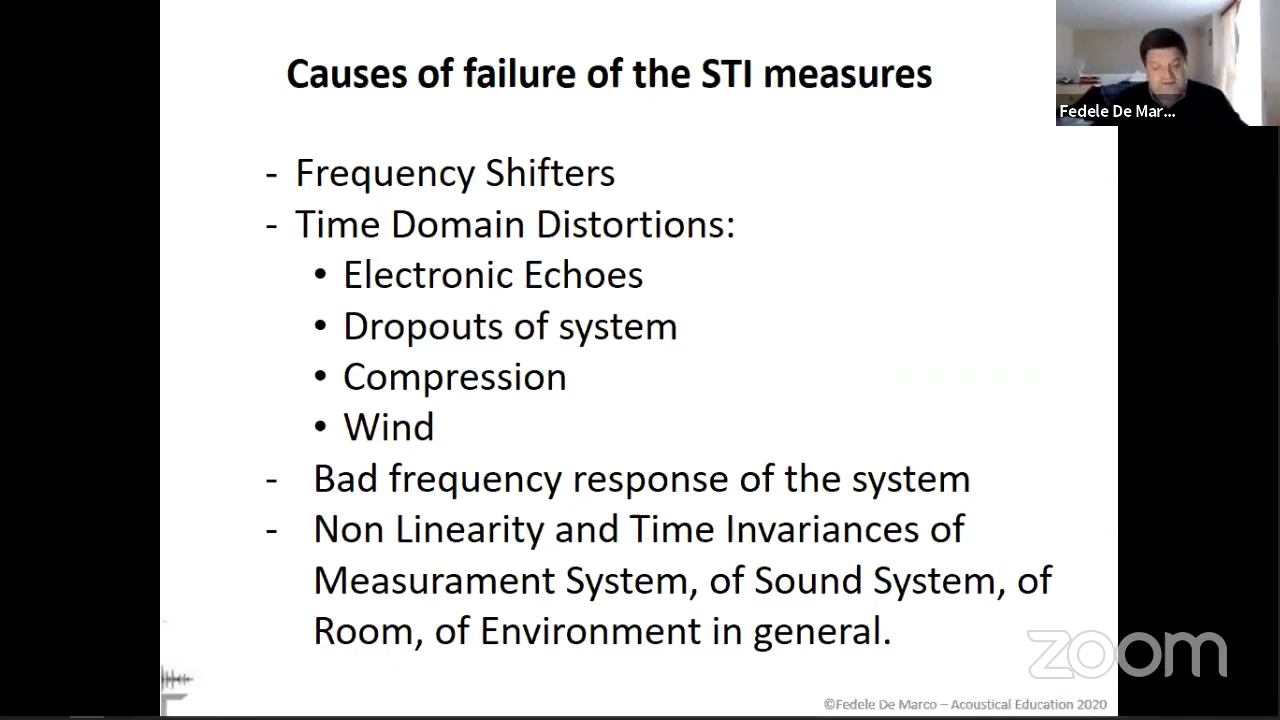 Causes of failure of the STI measures
Fedele De Mar...
- Frequency Shifters
- Time Domain Distortions:
• Electronic Echoes
• Dropouts of system
• Compression
• Wind
- Bad frequency response of the system
- Non Linearity and Time Invariances of
Measurament System, of Sound System, of
Room, of Environment in general.
zoom
©Fedele De Marco – Acoustical Education 2020